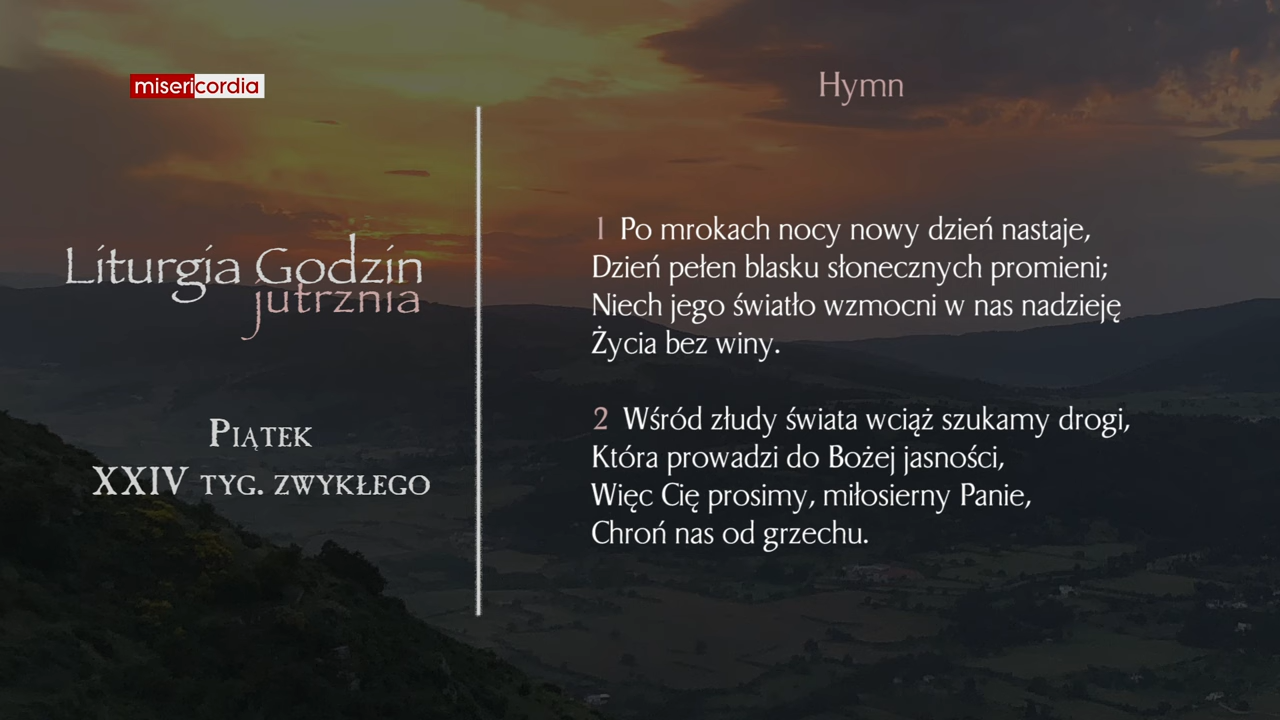 misericordia
Liturgia Godzin
jutrznia
Piątek
XXIV tyg. zwykłego
Hymn
1 Po mrokach nocy nowy dzień nastaje,
Dzień pełen blasku słonecznych promieni;
Niech jego światło wzmocni w nas nadzieję
Życia bez winy.
2 Wśród złudy świata wciąż szukamy drogi,
Która prowadzi do Bożej jasności,
Więc Cię prosimy, miłosierny Panie,
Chroń nas od grzechu.